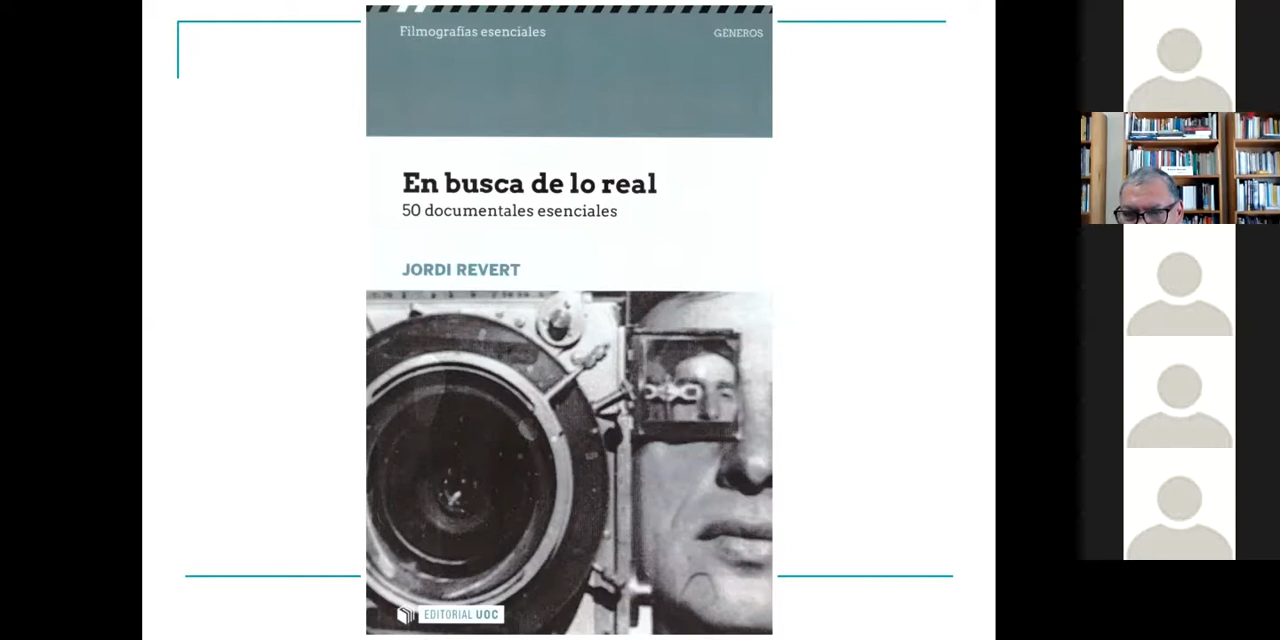 Filmografías esenciales
GÉNEROS
En busca de lo real
50 documentales esenciales
JORDI REVERT
EDITORIAL UOC